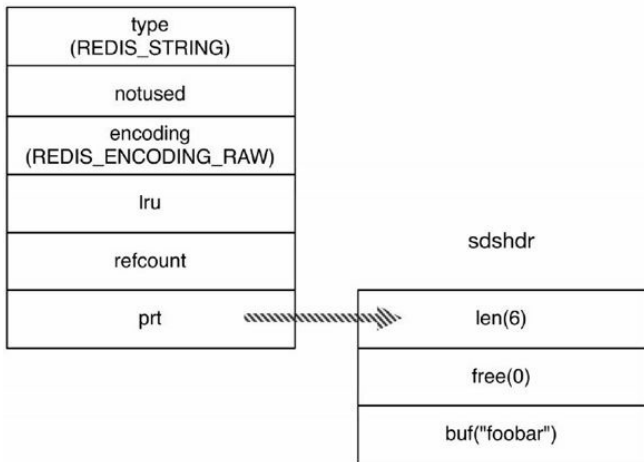 type
(REDIS_STRING)
notused
encoding
(REDIS_ENCODING_RAW)
lru
refcount
prt
sdshdr
len(6)
free(0)
buf("foobar")